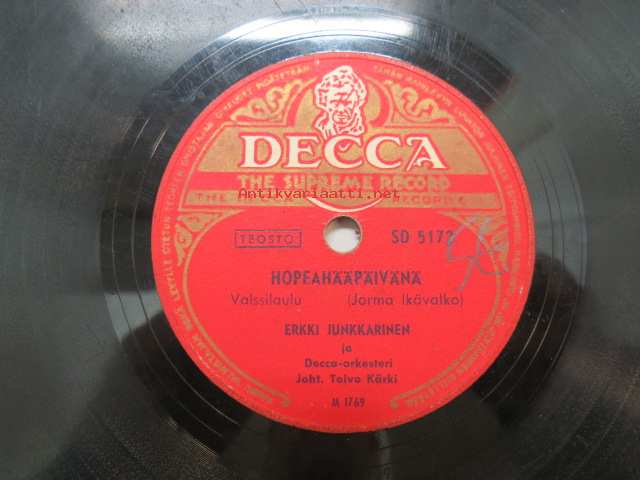 DECCA
THE SUPREME RECORD
Antikvariaatti.net
TEOSTO
SD 5172
HOPEAHÄÄPÄIVÄNÄ
Valssilaulu (Jorma Ikävalko)
ERKKI JUNKKARINEN
ja
Decca-orkesteri
Joht. Toivo Kärki
M 1769